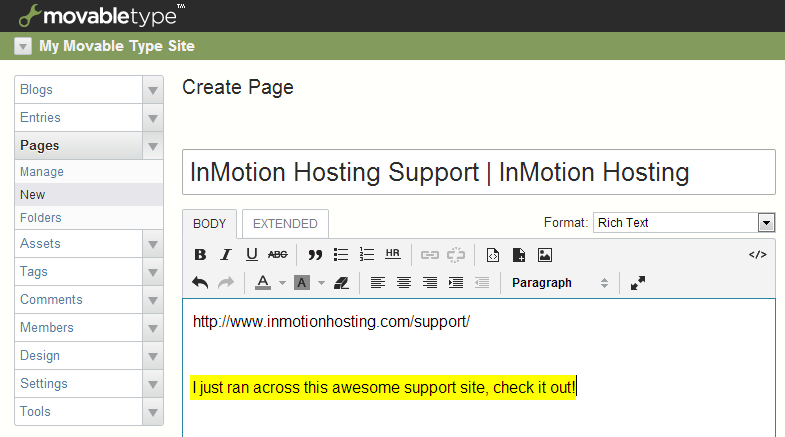 movabletype™
My Movable Type Site
Blogs
Entries
Pages
Manage
New
Folders
Assets
Tags
Comments
Members
Design
Settings
Tools
Create Page
InMotion Hosting Support | InMotion Hosting
BODY EXTENDED Format: Rich Text
B I U ABC HR </>
A A Paragraph
http://www.inmotionhosting.com/support/
I just ran across this awesome support site, check it out!